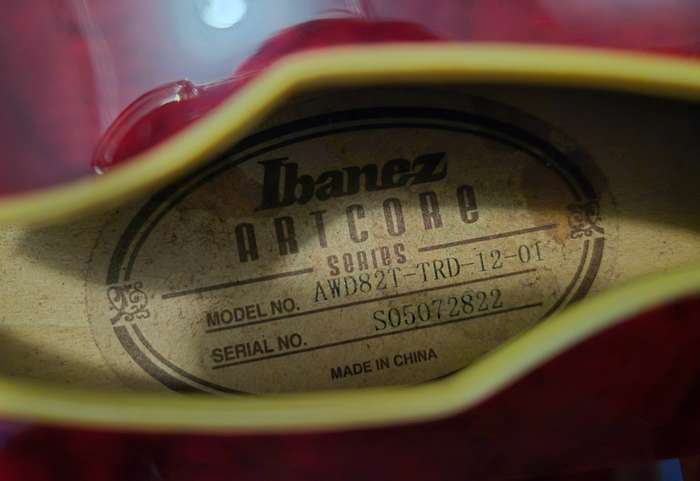 Ibanez
ARTCORE
SERIES
MODEL NO. AWD82T-TRD-12-01
SERIAL NO. S05072822
MADE IN CHINA